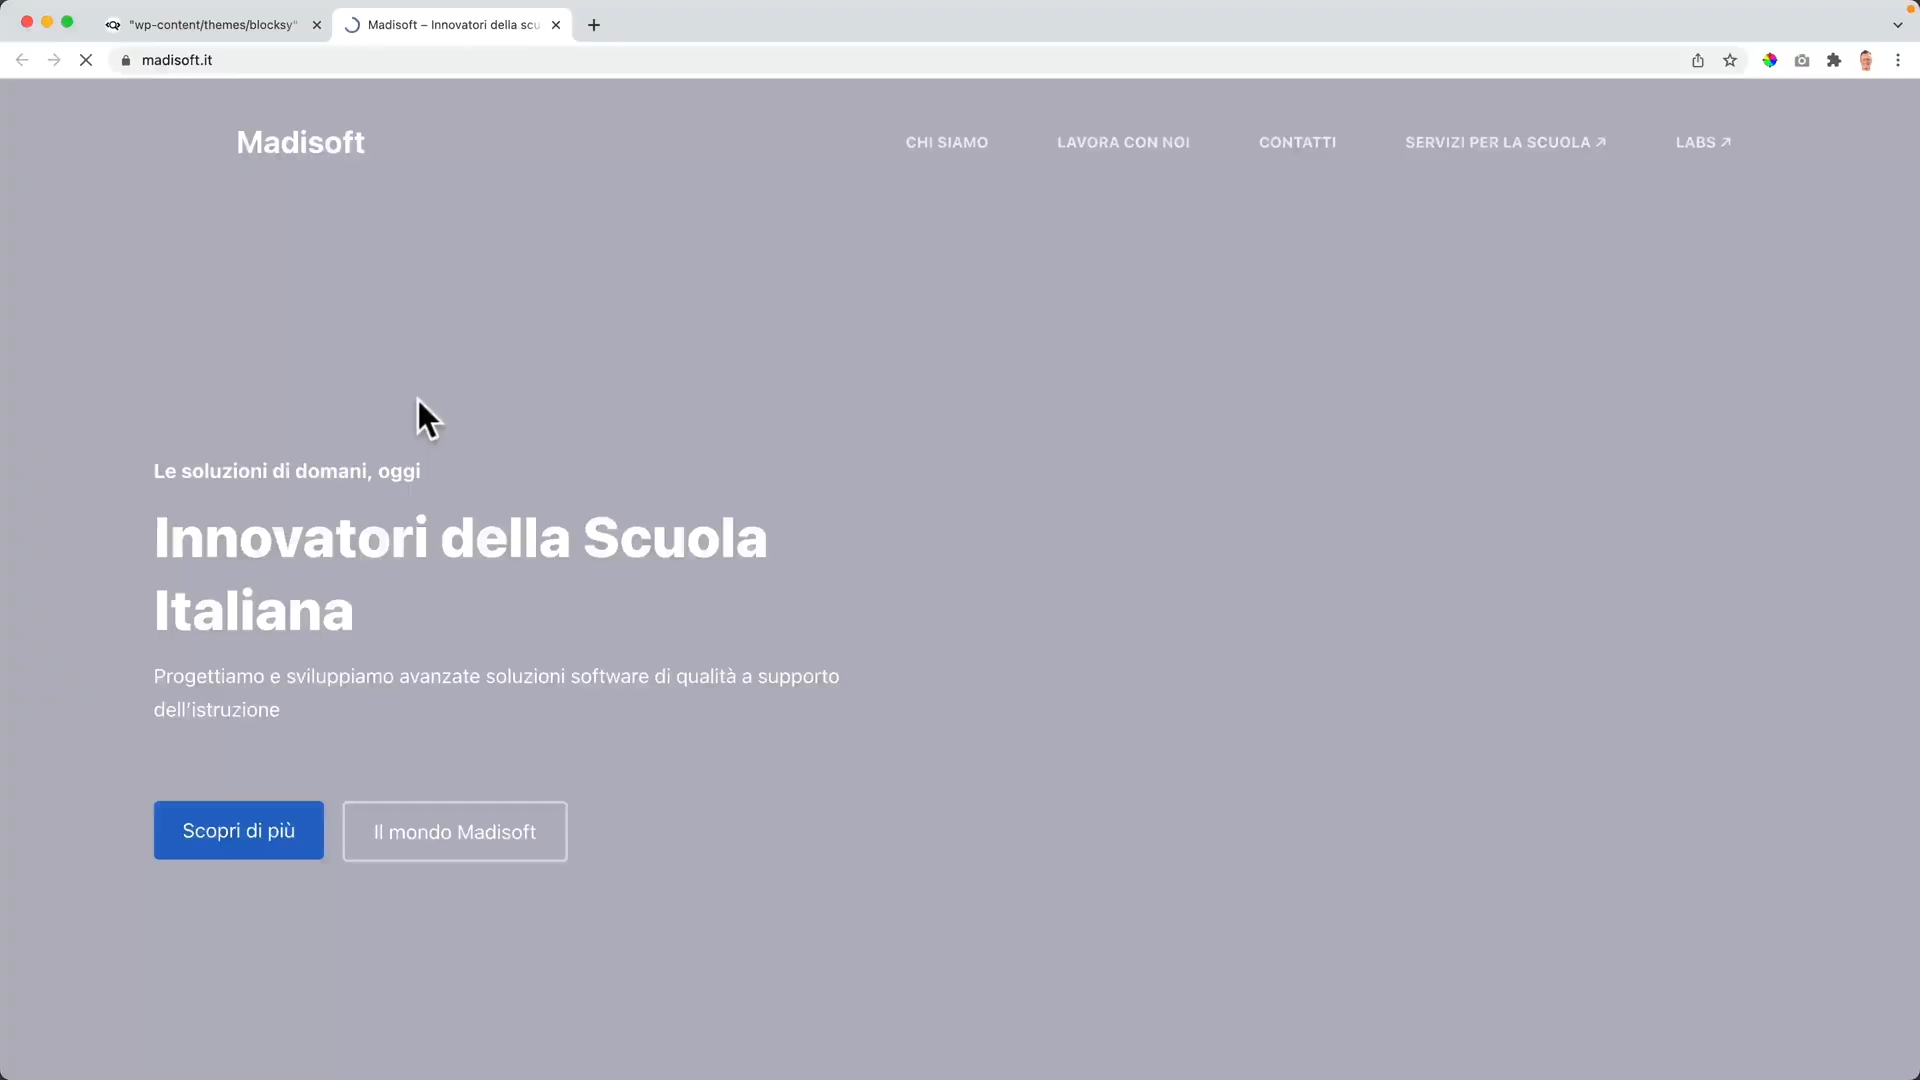 "wp-content/themes/blocksy"
Madisoft – Innovatori della scu
madisoft.it
Madisoft
CHI SIAMO
LAVORA CON NOI
CONTATTI
SERVIZI PER LA SCUOLA ↗
LABS ↗
Le soluzioni di domani, oggi
Innovatori della Scuola
Italiana
Progettiamo e sviluppiamo avanzate soluzioni software di qualità a supporto
dell'istruzione
Scopri di più
Il mondo Madisoft